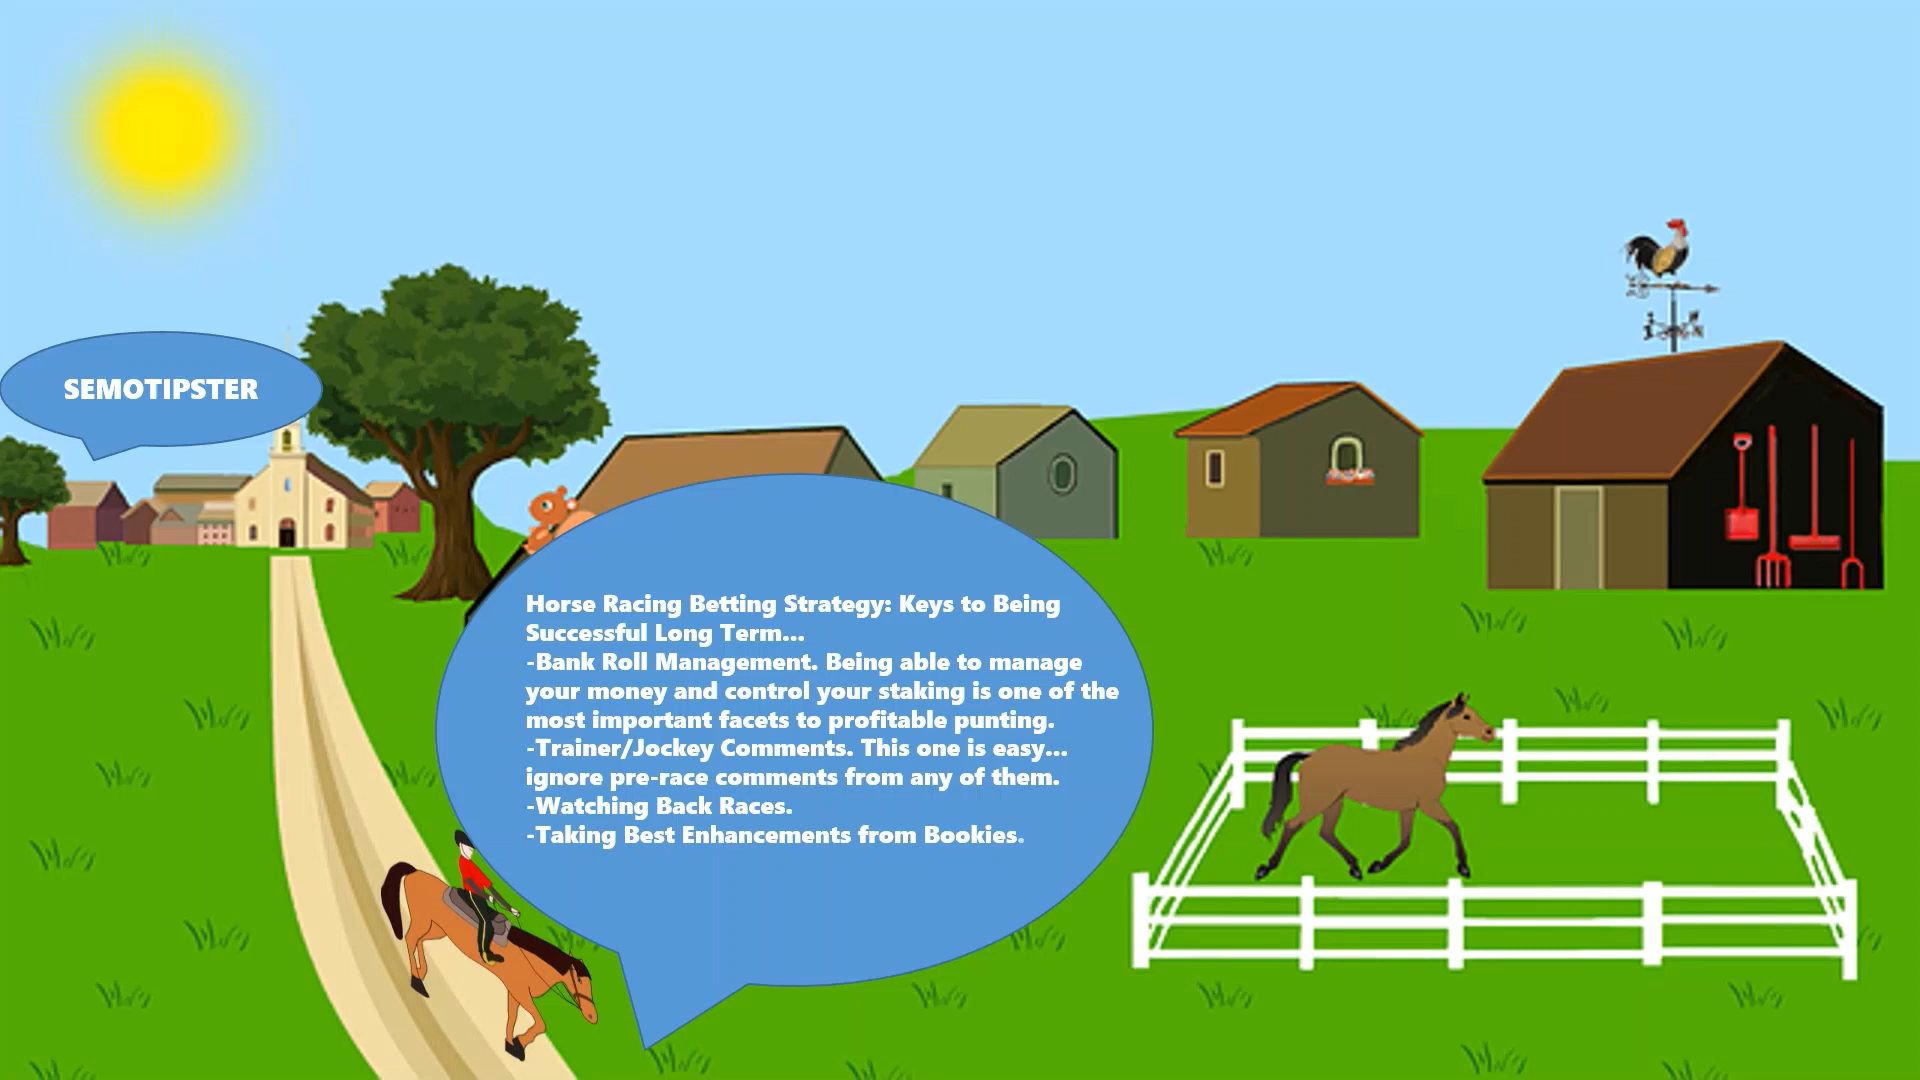 SEMOTIPSTER
Horse Racing Betting Strategy: Keys to Being
Successful Long Term...
-Bank Roll Management. Being able to manage
your money and control your staking is one of the
most important facets to profitable punting.
-Trainer/Jockey Comments. This one is easy...
ignore pre-race comments from any of them.
-Watching Back Races.
-Taking Best Enhancements from Bookies.